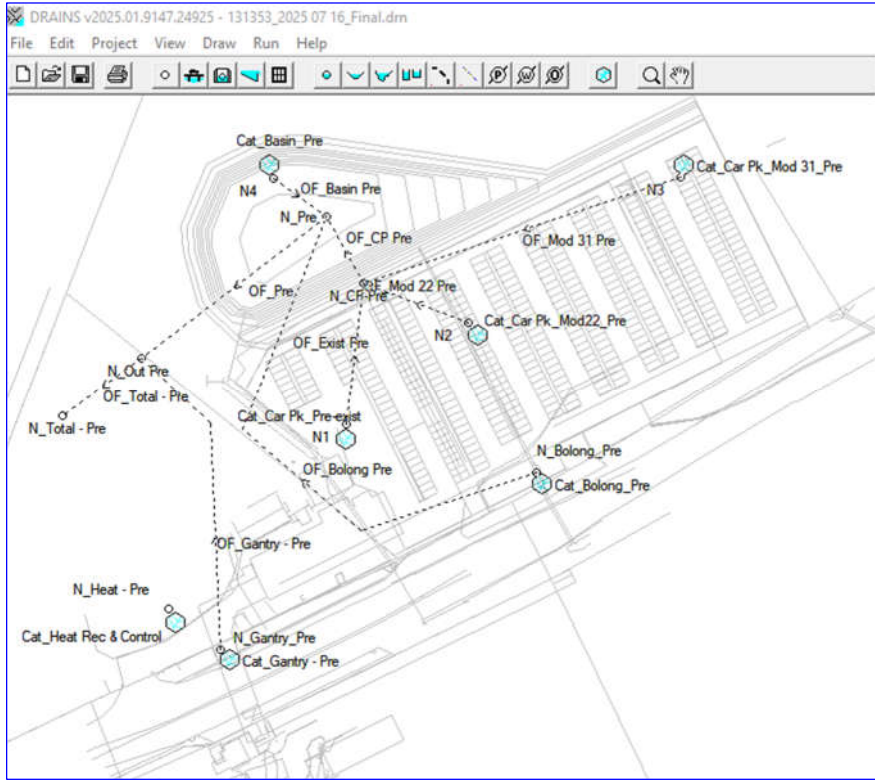 DRAINS v2025.01.9147.24925 - 131353_2025 07 16_Final.drn
File Edit Project View Draw Run Help
Cat_Basin_Pre
Cat_Car Pk_Mod 31_Pre
N4
OF_Basin Pre
N3
N_Pre
OF_CP Pre
OF_Mod 31 Pre
OF_Pre
Mod 22 Pre
N_CP-Pre
Cat_Car Pk_Mod22_Pre
N2
OF_Exist Pre
N_Out Pre
OF_Total - Pre
N_Total - Pre
Cat_Car Pk_Pre-exist
N1
N_Bolong_Pre
OF_Bolong Pre
Cat_Bolong_Pre
OF_Gantry - Pre
N_Heat - Pre
Cat_Heat Rec & Control
N_Gantry_Pre
Cat_Gantry - Pre